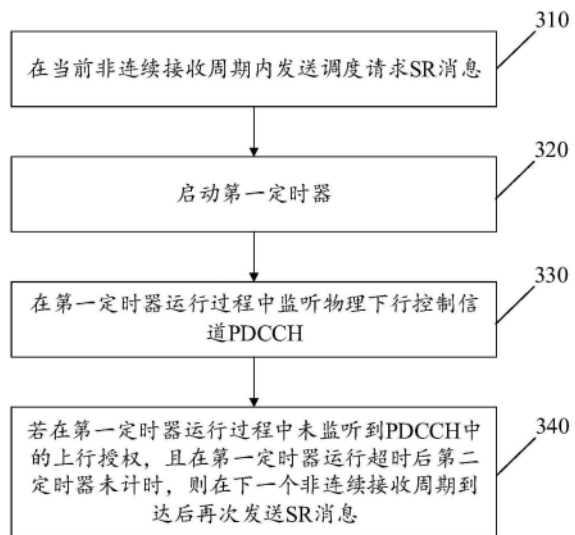 310
在当前非连续接收周期内发送调度请求SR消息
320
启动第一定时器
330
在第一定时器运行过程中监听物理下行控制信
道PDCCH
340
若在第一定时器运行过程中未监听到PDCCH中
的上行授权，且在第一定时器运行超时后第二
定时器未计时，则在下一个非连续接收周期到
达后再次发送SR消息